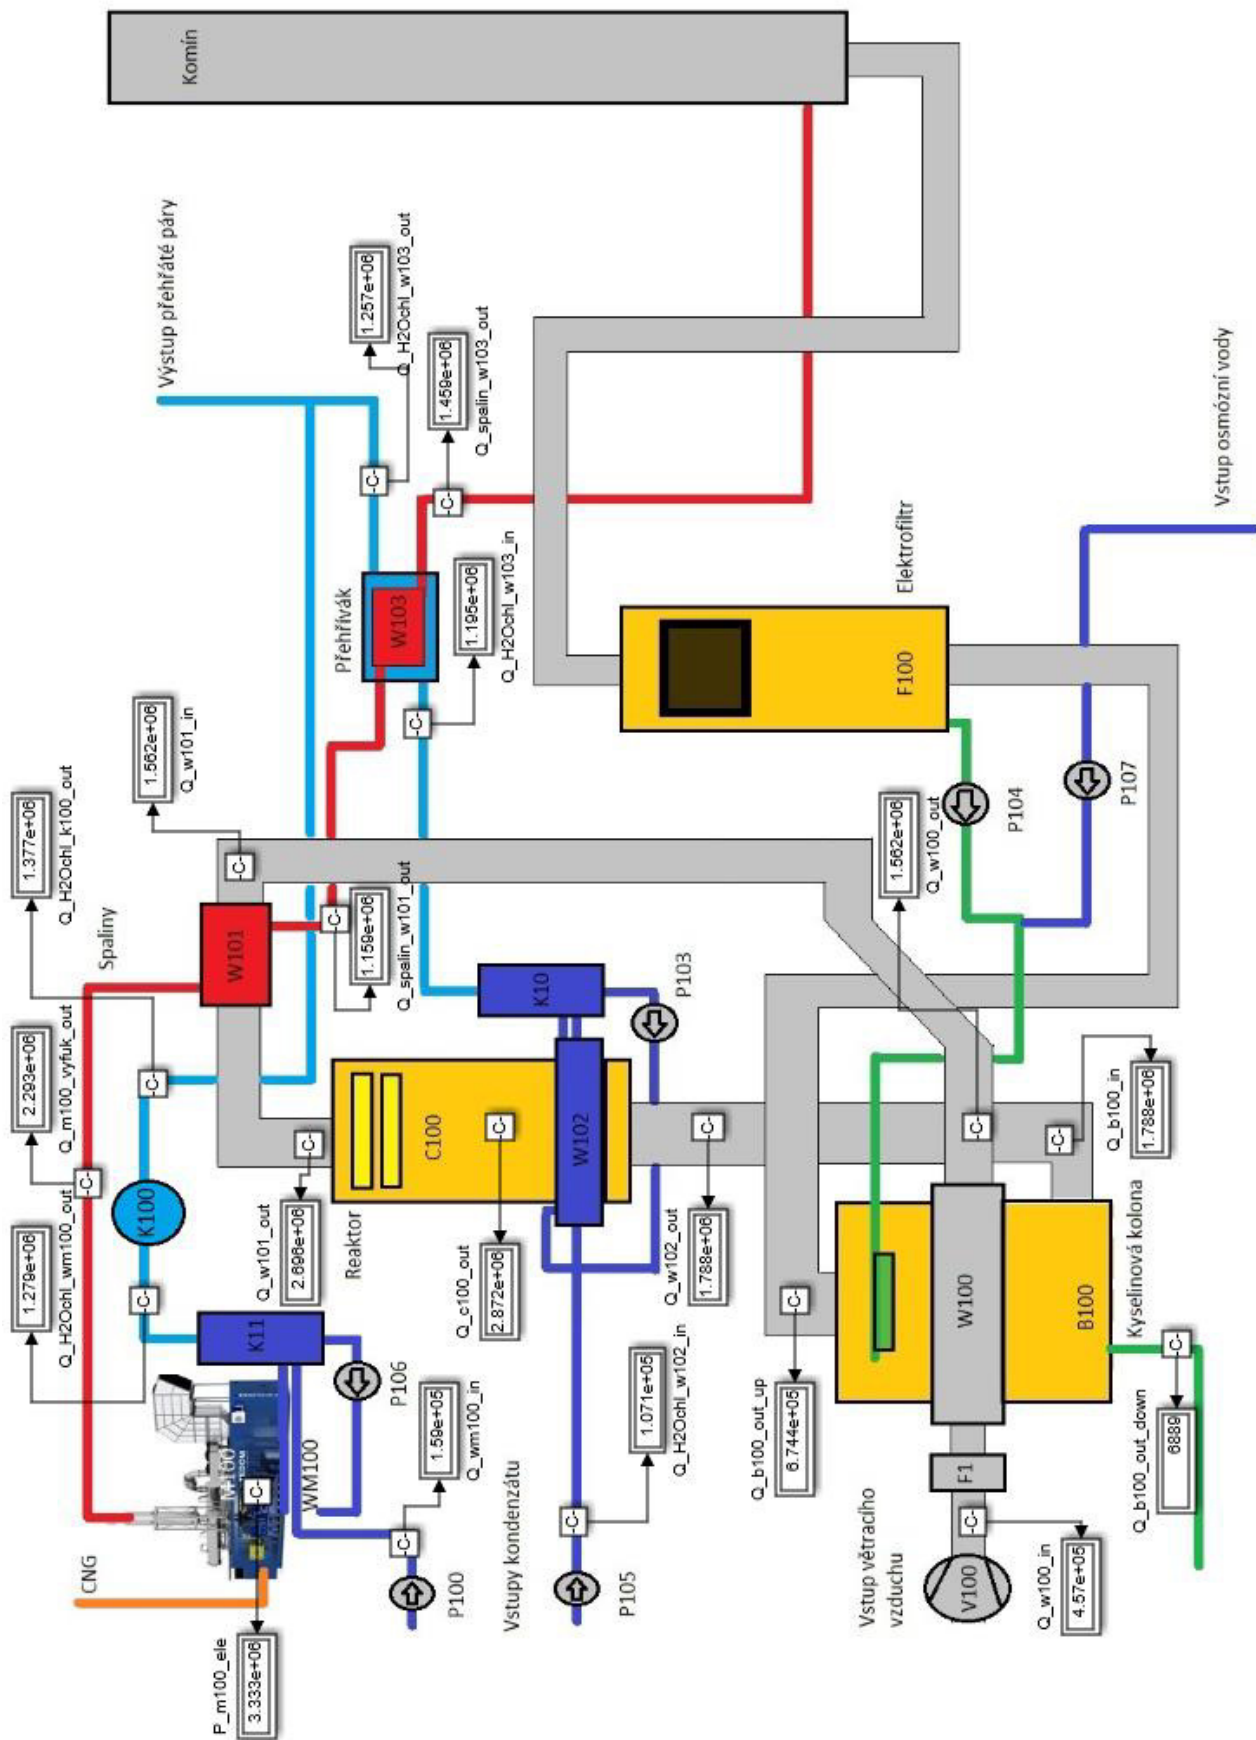 1.279e+06
2.293e+06
1.377e+06
Q_H2Ochl_wm100_out
Q_m100_vyfuk_out
Q_H2Ochl_k100_out
CNG
-C-
Spaliny
-C-
K100
-C-
1.562e+06
Q_w101_in
Výstup přehřáté páry
Komín
P_m100_ele
3.333e+06
M100
-C-
K11
Q_w101_out
2.696e+06
-C-
W101
-C-
WM100
P106
Reaktor
-C-
1.159e+06
Q_spalin_w101_out
Přehřívák
W103
-C-
1.257e+06
Q_H2Ochl_w103_out
-C-
1.59e+05
Q_wm100_in
P100
C100
-C-
1.195e+06
Q_H2Ochl_w103_in
-C-
1.459e+06
Q_spalin_w103_out
Q_c100_out
2.872e+06
-C-
Vstupy kondenzátu
-C-
W102
K10
P105
1.071e+05
Q_H2Ochl_w102_in
Q_w102_out
1.788e+06
-C-
P103
Q_b100_out_up
6.744e+05
-C-
Vstup větracího
vzduchu
1.562e+06
Q_w100_out
F100
Elektrofiltr
V100
-C-
F1
W100
-C-
P104
Q_w100_in
4.57e+05
B100
-C-
Q_b100_in
1.788e+06
P107
Kyselinová kolona
Q_b100_out_down
6889
-C-
Vstup osmózní vody